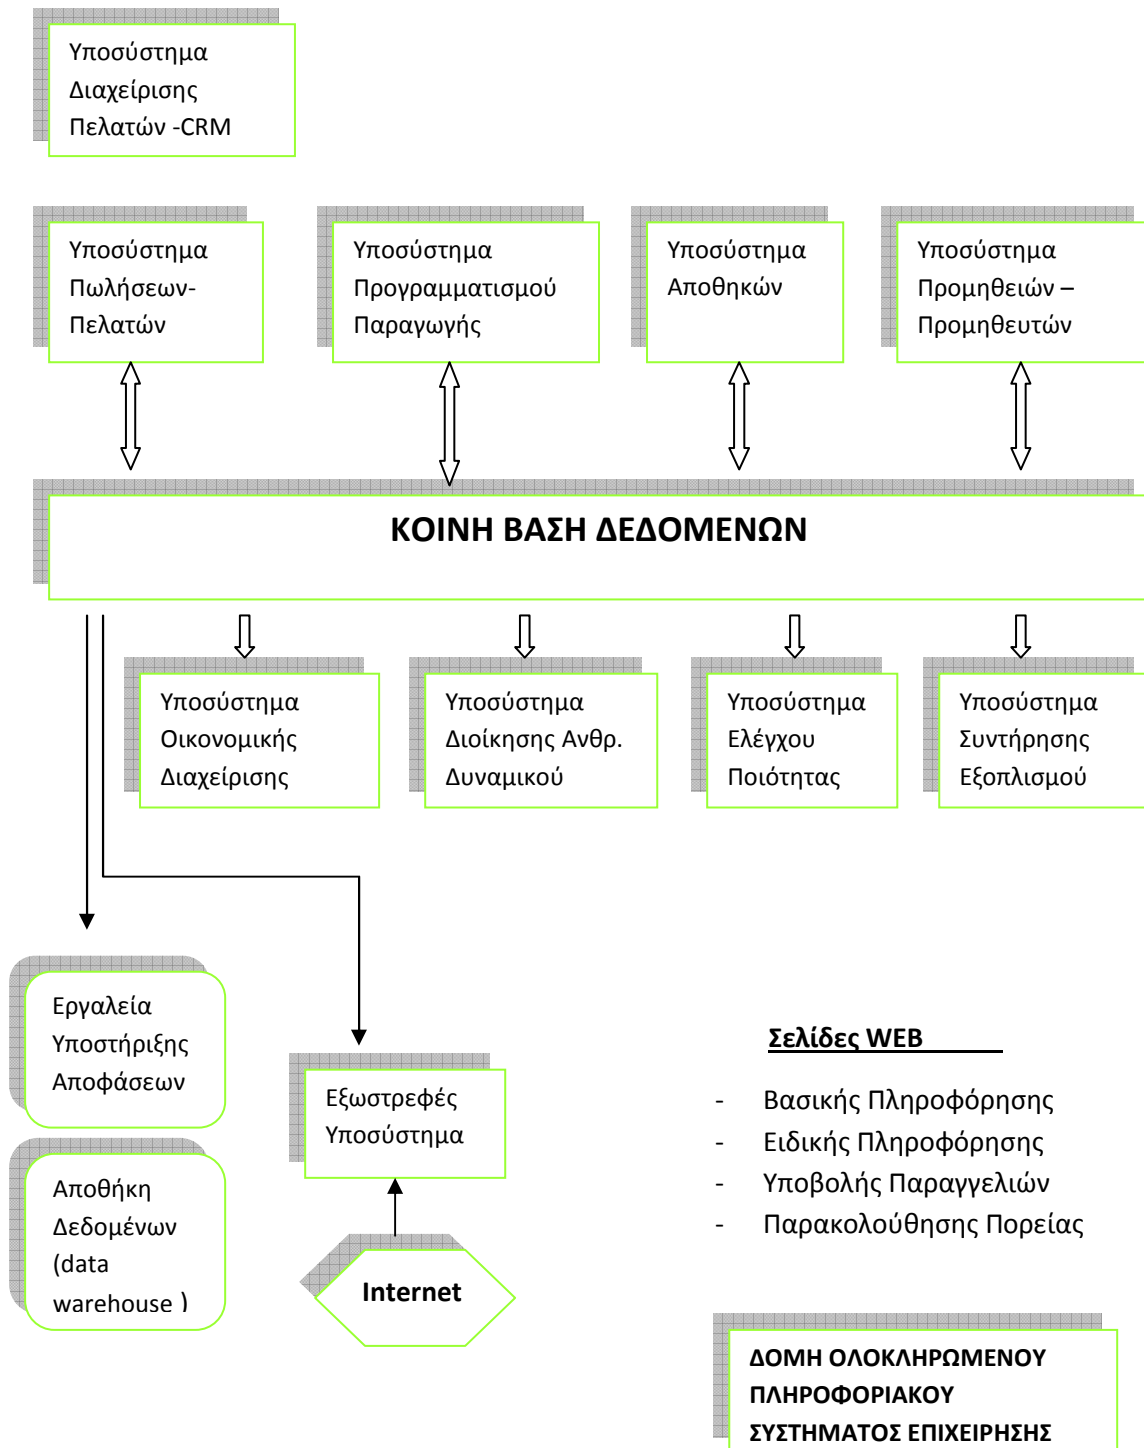 Υποσύστημα
Διαχείρισης
Πελατών -CRM
Υποσύστημα
Πωλήσεων-
Πελατών
Υποσύστημα
Προγραμματισμού
Παραγωγής
Υποσύστημα
Αποθηκών
Υποσύστημα
Προμηθειών –
Προμηθευτών
ΚΟΙΝΗ ΒΑΣΗ ΔΕΔΟΜΕΝΩΝ
Υποσύστημα
Οικονομικής
Διαχείρισης
Υποσύστημα
Διοίκησης Ανθρ.
Δυναμικού
Υποσύστημα
Ελέγχου
Ποιότητας
Υποσύστημα
Συντήρησης
Εξοπλισμού
Εργαλεία
Υποστήριξης
Αποφάσεων
Αποθήκη
Δεδομένων
(data
warehouse )
Εξωστρεφές
Υποσύστημα
Internet
Σελίδες WEB
- Βασικής Πληροφόρησης
- Ειδικής Πληροφόρησης
- Υποβολής Παραγγελιών
- Παρακολούθησης Πορείας
ΔΟΜΗ ΟΛΟΚΛΗΡΩΜΕΝΟΥ
ΠΛΗΡΟΦΟΡΙΑΚΟΥ
ΣΥΣΤΗΜΑΤΟΣ ΕΠΙΧΕΙΡΗΣΗΣ